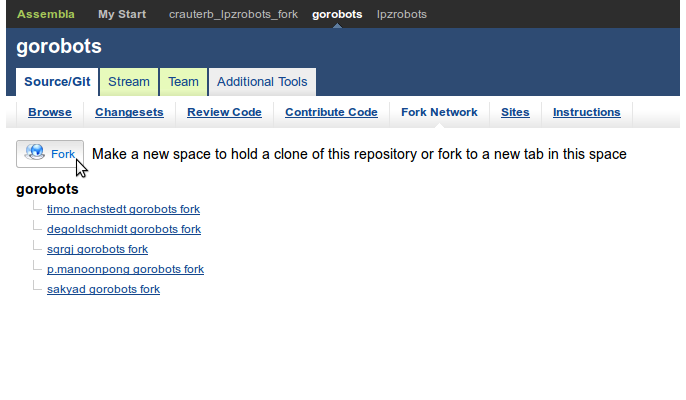 Assembla My Start crauterb_lpzrobots_fork gorobots lpzrobots
gorobots
Source/Git Stream Team Additional Tools
Browse Changesets Review Code Contribute Code Fork Network Sites Instructions
Fork Make a new space to hold a clone of this repository or fork to a new tab in this space
gorobots
timo.nachstedt gorobots fork
degoldschmidt gorobots fork
sgrgj gorobots fork
p.manoonpong gorobots fork
sakyad gorobots fork